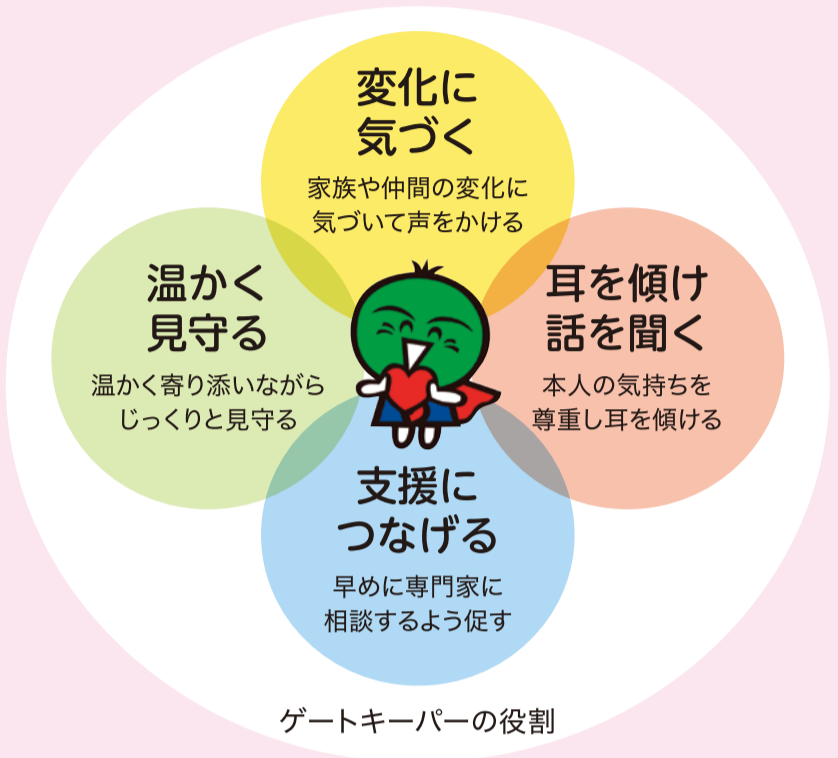 変化に
気づく
家族や仲間の変化に
気づいて声をかける
耳を傾け
話を聞く
本人の気持ちを
尊重し耳を傾ける
支援に
つなげる
早めに専門家に
相談するよう促す
温かく
見守る
温かく寄り添いながら
じっくりと見守る
ゲートキーパーの役割